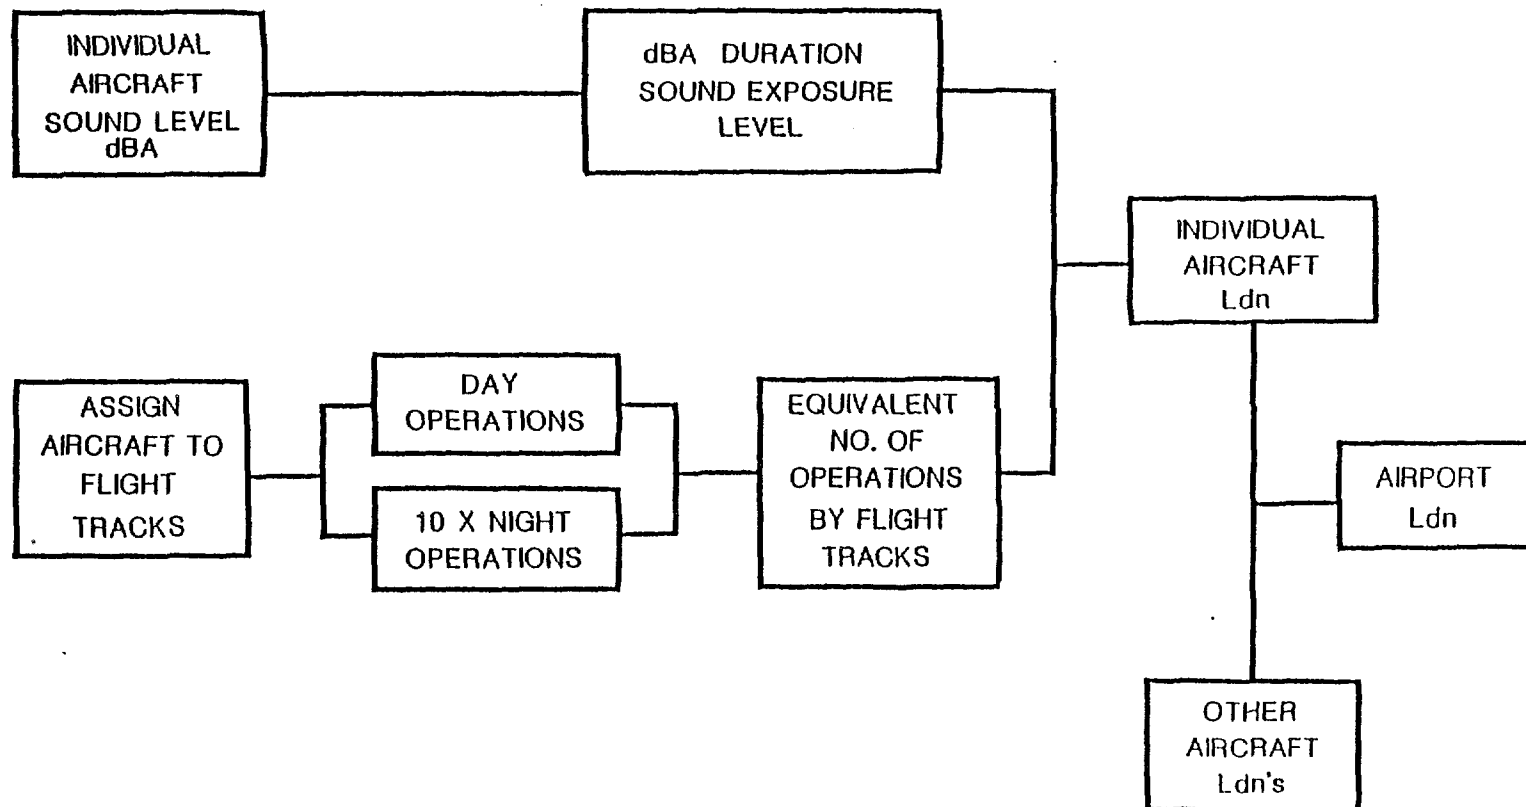 INDIVIDUAL
AIRCRAFT
SOUND LEVEL
dBA
dBA DURATION
SOUND EXPOSURE
LEVEL
INDIVIDUAL
AIRCRAFT
Ldn
ASSIGN
AIRCRAFT TO
FLIGHT
TRACKS
DAY
OPERATIONS
10 X NIGHT
OPERATIONS
EQUIVALENT
NO. OF
OPERATIONS
BY FLIGHT
TRACKS
AIRPORT
Ldn
OTHER
AIRCRAFT
Ldn's